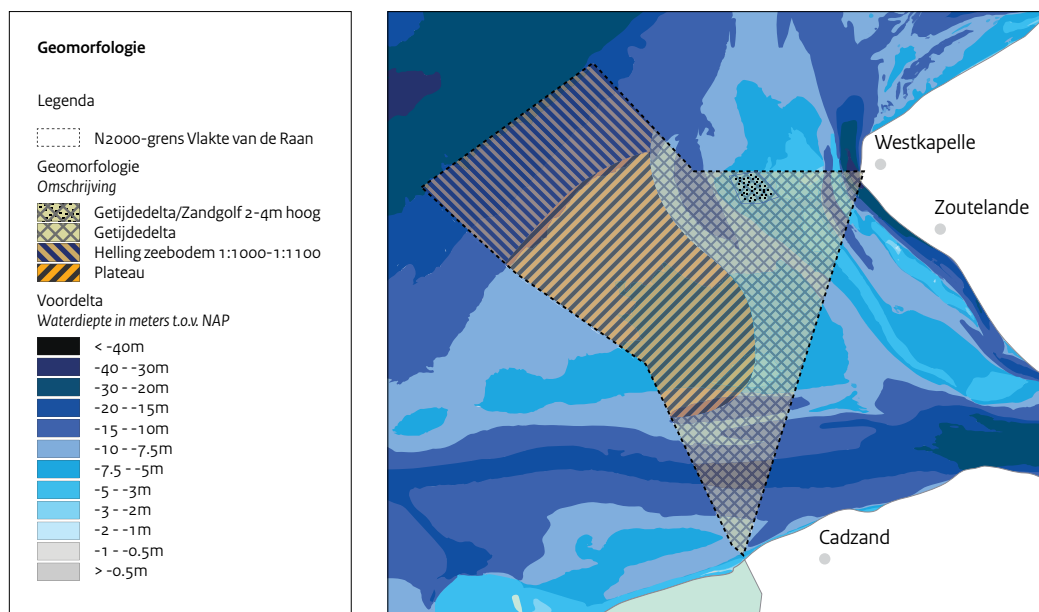 Geomorfologie
Legenda
N2000-grens Vlakte van de Raan
Geomorfologie
Omschrijving
Getijdedelta/Zandgolf 2-4m hoog
Getijdedelta
Helling zeebodem 1:1000-1:1100
Plateau
Voordelta
Waterdiepte in meters t.o.v. NAP
< -40m
-40 - -30m
-30 - -20m
-20 - -15m
-15 - -10m
-10 - -7.5m
-7.5 - -5m
-5 - -3m
-3 - -2m
-2 - -1m
-1 - -0.5m
> -0.5m
Westkapelle
Zoutelande
Cadzand